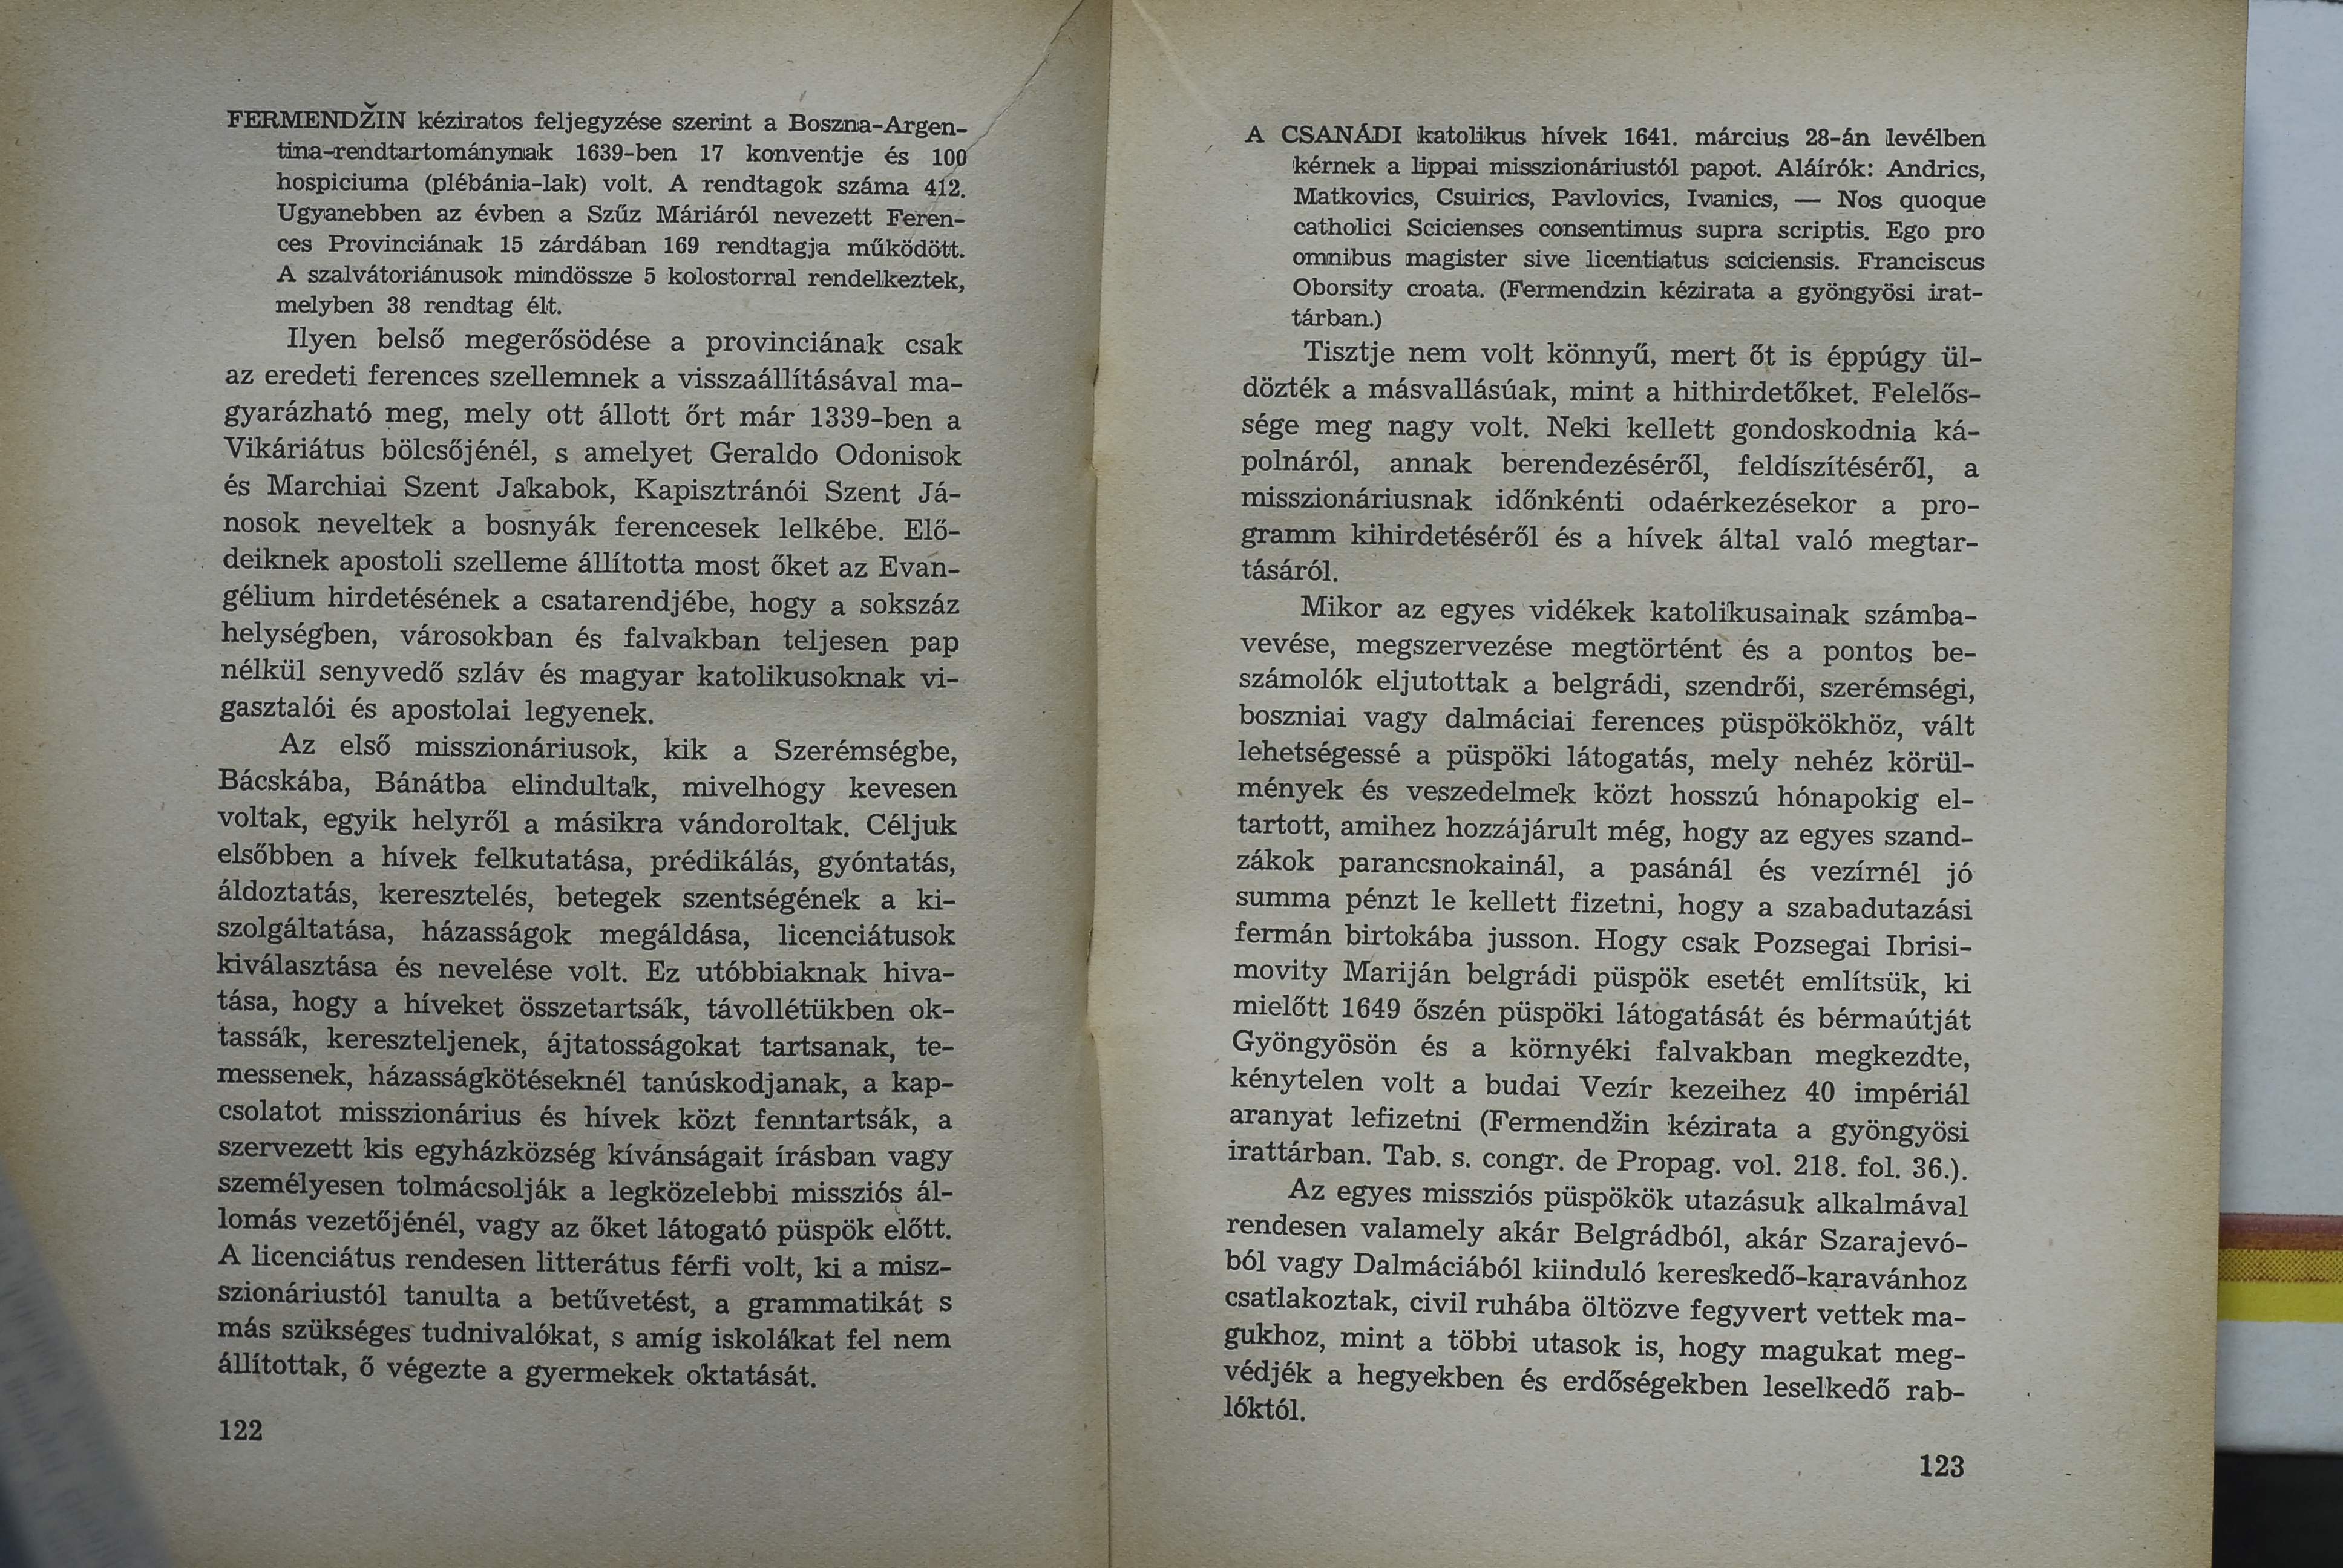 FERMENDŽIN kéziratos feljegyzése szerint a Boszna-Argen-
tina-rendtartománynak 1639-ben 17 konventje és 100
hospiciuma (plébánia-lak) volt. A rendtagok száma 412.
Ugyanebben az évben a Szűz Máriáról nevezett Feren-
ces Provinciának 15 zárdában 169 rendtagja működött.
A szalvátoriánusok mindössze 5 kolostorral rendelkeztek,
melyben 38 rendtag élt.
Ilyen belső megerősödése a provinciának csak
az eredeti ferences szellemnek a visszaállításával ma-
gyarázható meg, mely ott állott őrt már 1339-ben a
Vikáriátus bölcsőjénél, s amelyet Geraldo Odonisok
és Marchiai Szent Jakabok, Kapisztránói Szent Já-
nosok neveltek a bosnyák ferencesek lelkébe. Elő-
deiknek apostoli szelleme állította most őket az Evan-
gélium hirdetésének a csatarendjébe, hogy a sokszáz
helységben, városokban és falvakban teljesen pap
nélkül senyvedő szláv és magyar katolikusoknak vi-
gasztalói és apostolai legyenek.
Az első misszionáriusok, kik a Szerémségbe,
Bácskába, Bánátba elindultak, mivelhogy kevesen
voltak, egyik helyről a másikra vándoroltak. Céljuk
elsőbben a hívek felkutatása, prédikálás, gyóntatás,
áldoztatás, keresztelés, betegek szentségének a ki-
szolgáltatása, házasságok megáldása, licenciátusok
kiválasztása és nevelése volt. Ez utóbbiaknak hiva-
tása, hogy a híveket összetartsák, távollétükben ok-
tassák, kereszteljenek, ájtatosságokat tartsanak, te-
messenek, házasságkötéseknél tanúskodjanak, a kap-
csolatot misszionárius és hívek közt fenntartsák, a
szervezett kis egyházközség kívánságait írásban vagy
személyesen tolmácsolják a legközelebbi missziós ál-
lomás vezetőjénél, vagy az őket látogató püspök előtt.
A licenciátus rendesen litterátus férfi volt, ki a misz-
szionáriustól tanulta a betűvetést, a grammatikát s
más szükséges tudnivalókat, s amíg iskolákat fel nem
állítottak, ő végezte a gyermekek oktatását.
122
A CSANÁDI katolikus hívek 1641. március 28-án levélben
kérnek a lippai misszionáriustól papot. Aláírók: Andrics,
Matkovics, Csuirics, Pavlovics, Ivanics, — Nos quoque
catholici Scicienses consentimus supra scriptis. Ego pro
omnibus magister sive licentiatus sciciensis. Franciscus
Oborsity croata. (Fermendzin kézirata a gyöngyösi irat-
tárban.)
Tisztje nem volt könnyű, mert őt is éppúgy ül-
dözték a másvallásúak, mint a hithirdetőket. Felelős-
sége meg nagy volt. Neki kellett gondoskodnia ká-
polnáról, annak berendezéséről, feldíszítéséről, a
misszionáriusnak időnkénti odaérkezésekor a pro-
gramm kihirdetéséről és a hívek által való megtar-
tásáról.
Mikor az egyes vidékek katolikusainak számba-
vevése, megszervezése megtörtént és a pontos be-
számolók eljutottak a belgrádi, szendrői, szerémségi,
boszniai vagy dalmáciai ferences püspökökhöz, vált
lehetségessé a püspöki látogatás, mely nehéz körül-
mények és veszedelmek közt hosszú hónapokig el-
tartott, amihez hozzájárult még, hogy az egyes szand-
zákok parancsnokainál, a pasánál és vezírnél jó
summa pénzt le kellett fizetni, hogy a szabadutazási
fermán birtokába jusson. Hogy csak Pozsegai Ibrisi-
movity Mariján belgrádi püspök esetét említsük, ki
mielőtt 1649 őszén püspöki látogatását és bérmaútját
Gyöngyösön és a környéki falvakban megkezdte,
kénytelen volt a budai Vezír kezeihez 40 impériál
aranyat lefizetni (Fermendžin kézirata a gyöngyösi
irattárban. Tab. s. congr. de Propag. vol. 218. fol. 36.).
Az egyes missziós püspökök utazásuk alkalmával
rendesen valamely akár Belgrádból, akár Szarajevó-
ból vagy Dalmáciából kiinduló kereskedő-karavánhoz
csatlakoztak, civil ruhába öltözve fegyvert vettek ma-
gukhoz, mint a többi utasok is, hogy magukat meg-
védjék a hegyekben és erdőségekben leselkedő rab-
lóktól.
123